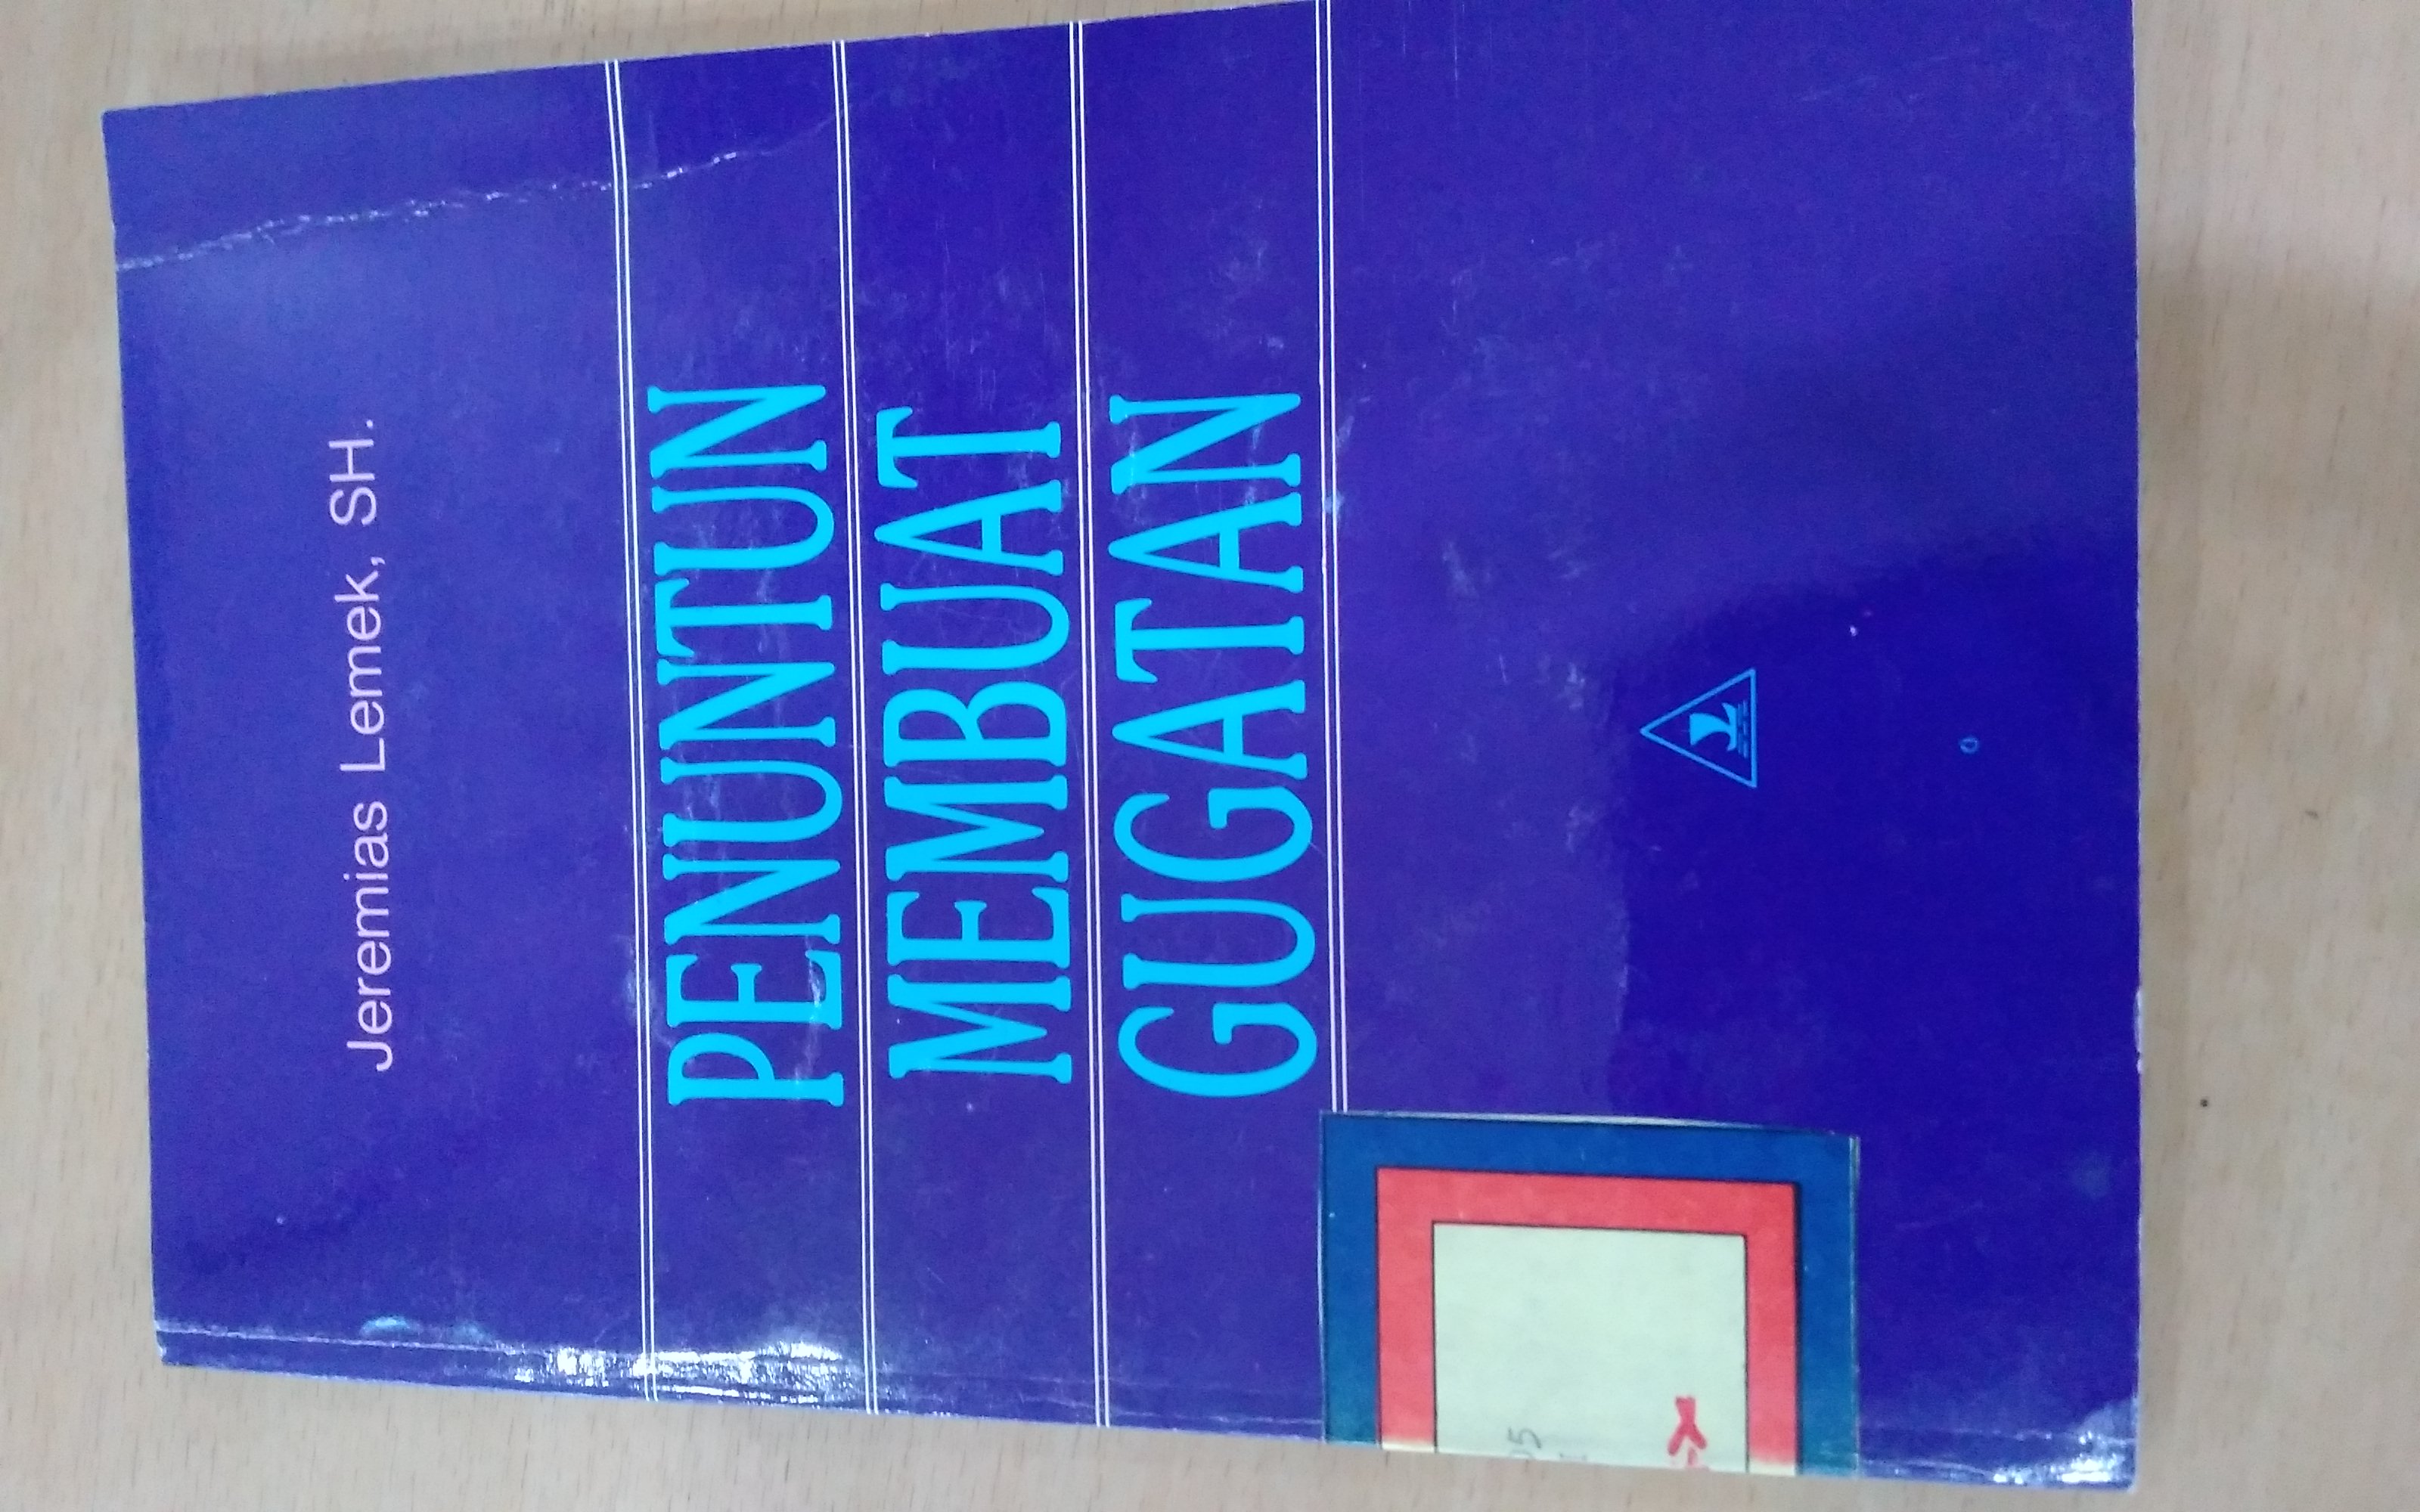 Jeremias Lemek, SH.
PENUNTUN
MEMBUAT
GUGATAN